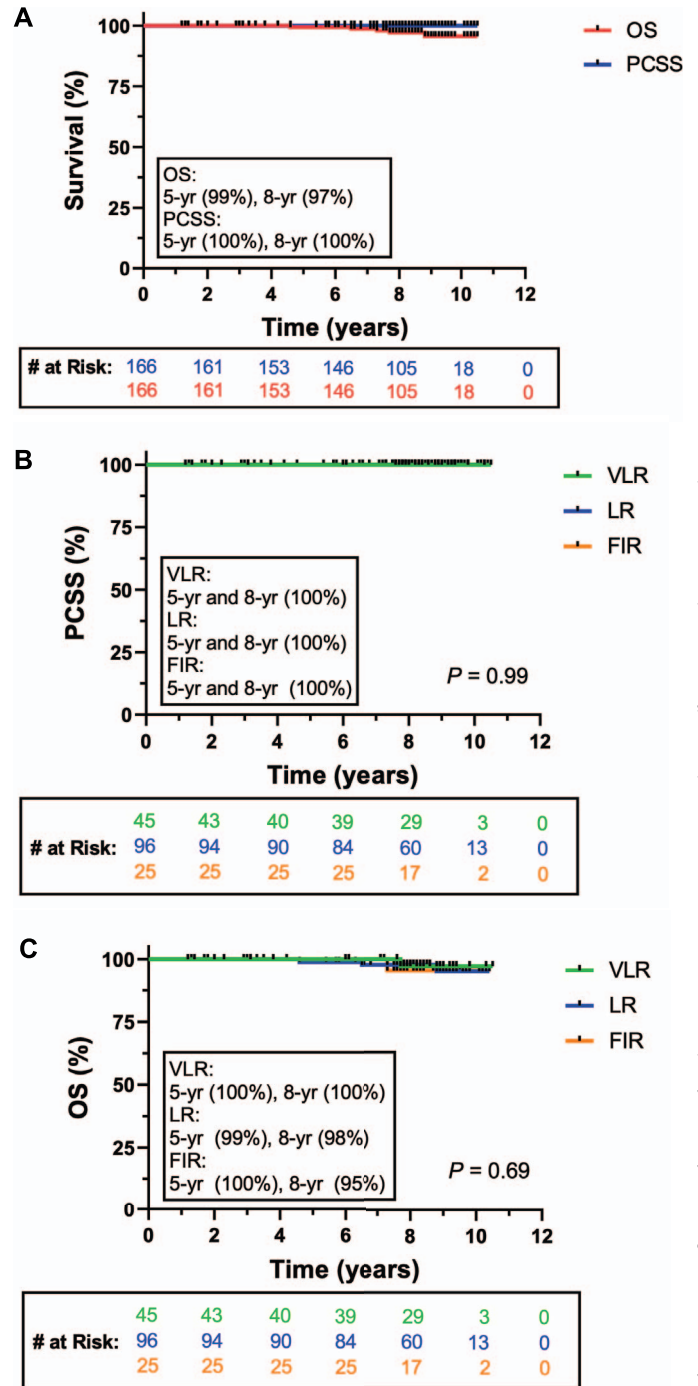 A
Survival (%)
100
75
50
25
0
OS
PCSS
OS:
5-yr (99%), 8-yr (97%)
PCSS:
5-yr (100%), 8-yr (100%)
0 2 4 6 8 10 12
Time (years)
# at Risk: 166 161 153 146 105 18 0
166 161 153 146 105 18 0
B
PCSS (%)
100
75
50
25
0
VLR
LR
FIR
VLR:
5-yr and 8-yr (100%)
LR:
5-yr and 8-yr (100%)
FIR:
5-yr and 8-yr (100%)
P = 0.99
0 2 4 6 8 10 12
Time (years)
45 43 40 39 29 3 0
# at Risk: 96 94 90 84 60 13 0
25 25 25 25 17 2 0
C
OS (%)
100
75
50
25
0
VLR
LR
FIR
VLR:
5-yr (100%), 8-yr (100%)
LR:
5-yr (99%), 8-yr (98%)
FIR:
5-yr (100%), 8-yr (95%)
P = 0.69
0 2 4 6 8 10 12
Time (years)
45 43 40 39 29 3 0
# at Risk: 96 94 90 84 60 13 0
25 25 25 25 17 2 0